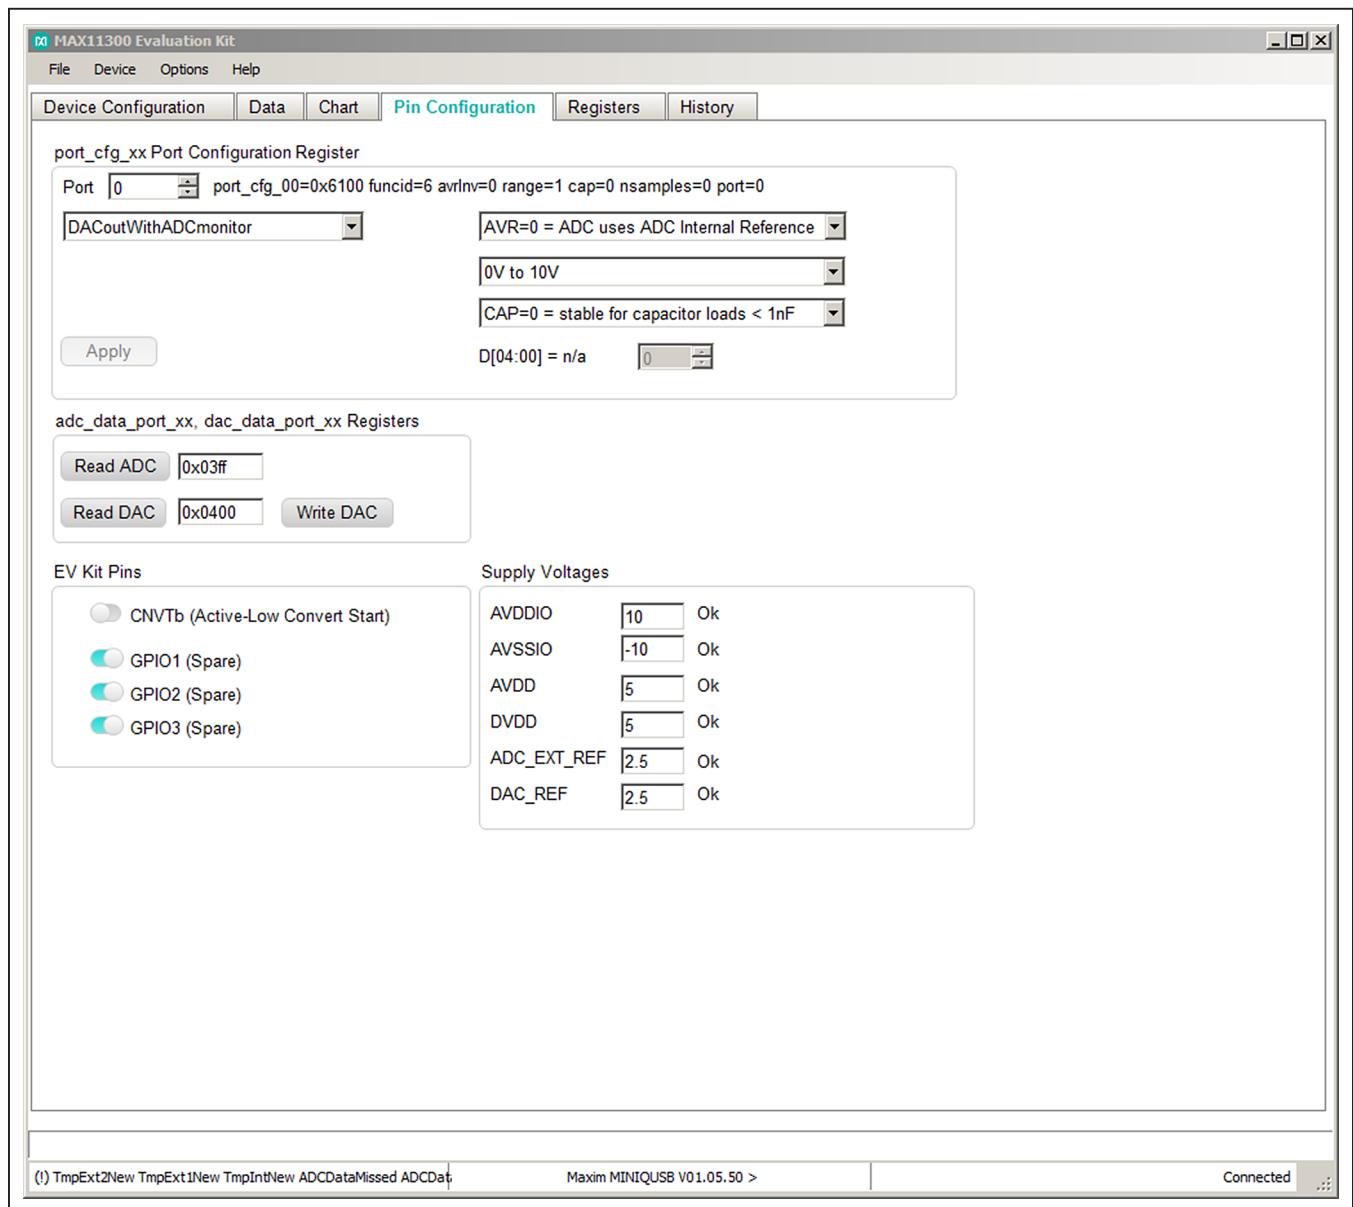 MAX11300 Evaluation Kit
File Device Options Help
Device Configuration Data Chart Pin Configuration Registers History
port_cfg_xx Port Configuration Register
Port 0 port_cfg_00=0x6100 funcid=6 avrInv=0 range=1 cap=0 nsamples=0 port=0
DACoutWithADCmonitor AVR=0 = ADC uses ADC Internal Reference
0V to 10V
CAP=0 = stable for capacitor loads < 1nF
Apply D[04:00] = n/a 0
adc_data_port_xx, dac_data_port_xx Registers
Read ADC 0x03ff
Read DAC 0x0400 Write DAC
EV Kit Pins
CNVTb (Active-Low Convert Start)
GPIO1 (Spare)
GPIO2 (Spare)
GPIO3 (Spare)
Supply Voltages
AVDDIO 10 Ok
AVSSIO -10 Ok
AVDD 5 Ok
DVDD 5 Ok
ADC_EXT_REF 2.5 Ok
DAC_REF 2.5 Ok
(!) TmpExt2New TmpExt1New TmpIntNew ADCDataMissed ADCDat Maxim MINIQUSB V01.05.50 > Connected